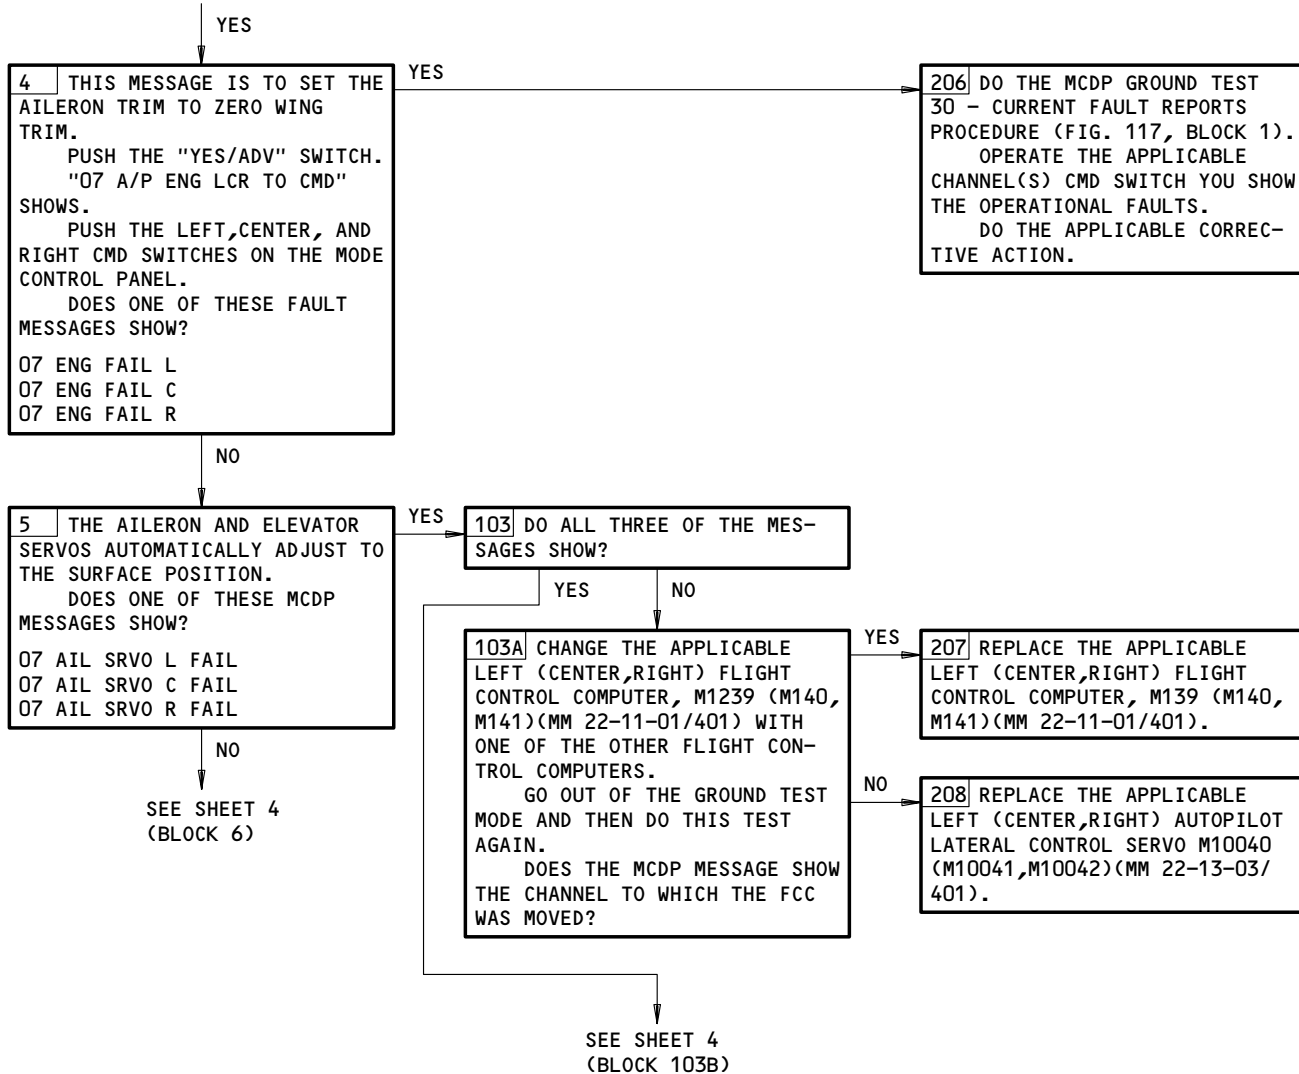 YES
4 THIS MESSAGE IS TO SET THE
AILERON TRIM TO ZERO WING
TRIM.
PUSH THE "YES/ADV" SWITCH.
"07 A/P ENG LCR TO CMD"
SHOWS.
PUSH THE LEFT,CENTER, AND
RIGHT CMD SWITCHES ON THE MODE
CONTROL PANEL.
DOES ONE OF THESE FAULT
MESSAGES SHOW?
07 ENG FAIL L
07 ENG FAIL C
07 ENG FAIL R
YES
206 DO THE MCDP GROUND TEST
30 - CURRENT FAULT REPORTS
PROCEDURE (FIG. 117, BLOCK 1).
OPERATE THE APPLICABLE
CHANNEL(S) CMD SWITCH YOU SHOW
THE OPERATIONAL FAULTS.
DO THE APPLICABLE CORREC-
TIVE ACTION.
NO
5 THE AILERON AND ELEVATOR
SERVOS AUTOMATICALLY ADJUST TO
THE SURFACE POSITION.
DOES ONE OF THESE MCDP
MESSAGES SHOW?
07 AIL SRVO L FAIL
07 AIL SRVO C FAIL
07 AIL SRVO R FAIL
YES
103 DO ALL THREE OF THE MES-
SAGES SHOW?
YES
NO
103A CHANGE THE APPLICABLE
LEFT (CENTER,RIGHT) FLIGHT
CONTROL COMPUTER, M1239 (M140,
M141)(MM 22-11-01/401) WITH
ONE OF THE OTHER FLIGHT CON-
TROL COMPUTERS.
GO OUT OF THE GROUND TEST
MODE AND THEN DO THIS TEST
AGAIN.
DOES THE MCDP MESSAGE SHOW
THE CHANNEL TO WHICH THE FCC
WAS MOVED?
YES
207 REPLACE THE APPLICABLE
LEFT (CENTER,RIGHT) FLIGHT
CONTROL COMPUTER, M139 (M140,
M141)(MM 22-11-01/401).
NO
208 REPLACE THE APPLICABLE
LEFT (CENTER,RIGHT) AUTOPILOT
LATERAL CONTROL SERVO M10040
(M10041,M10042)(MM 22-13-03/
401).
NO
SEE SHEET 4
(BLOCK 6)
SEE SHEET 4
(BLOCK 103B)